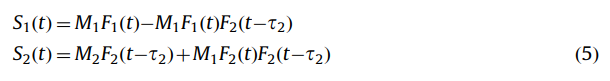 S₁(t) = M₁F₁(t)−M₁F₁(t)F₂(t−τ₂)
S₂(t) = M₂F₂(t−τ₂)+M₁F₂(t)F₂(t−τ₂) (5)